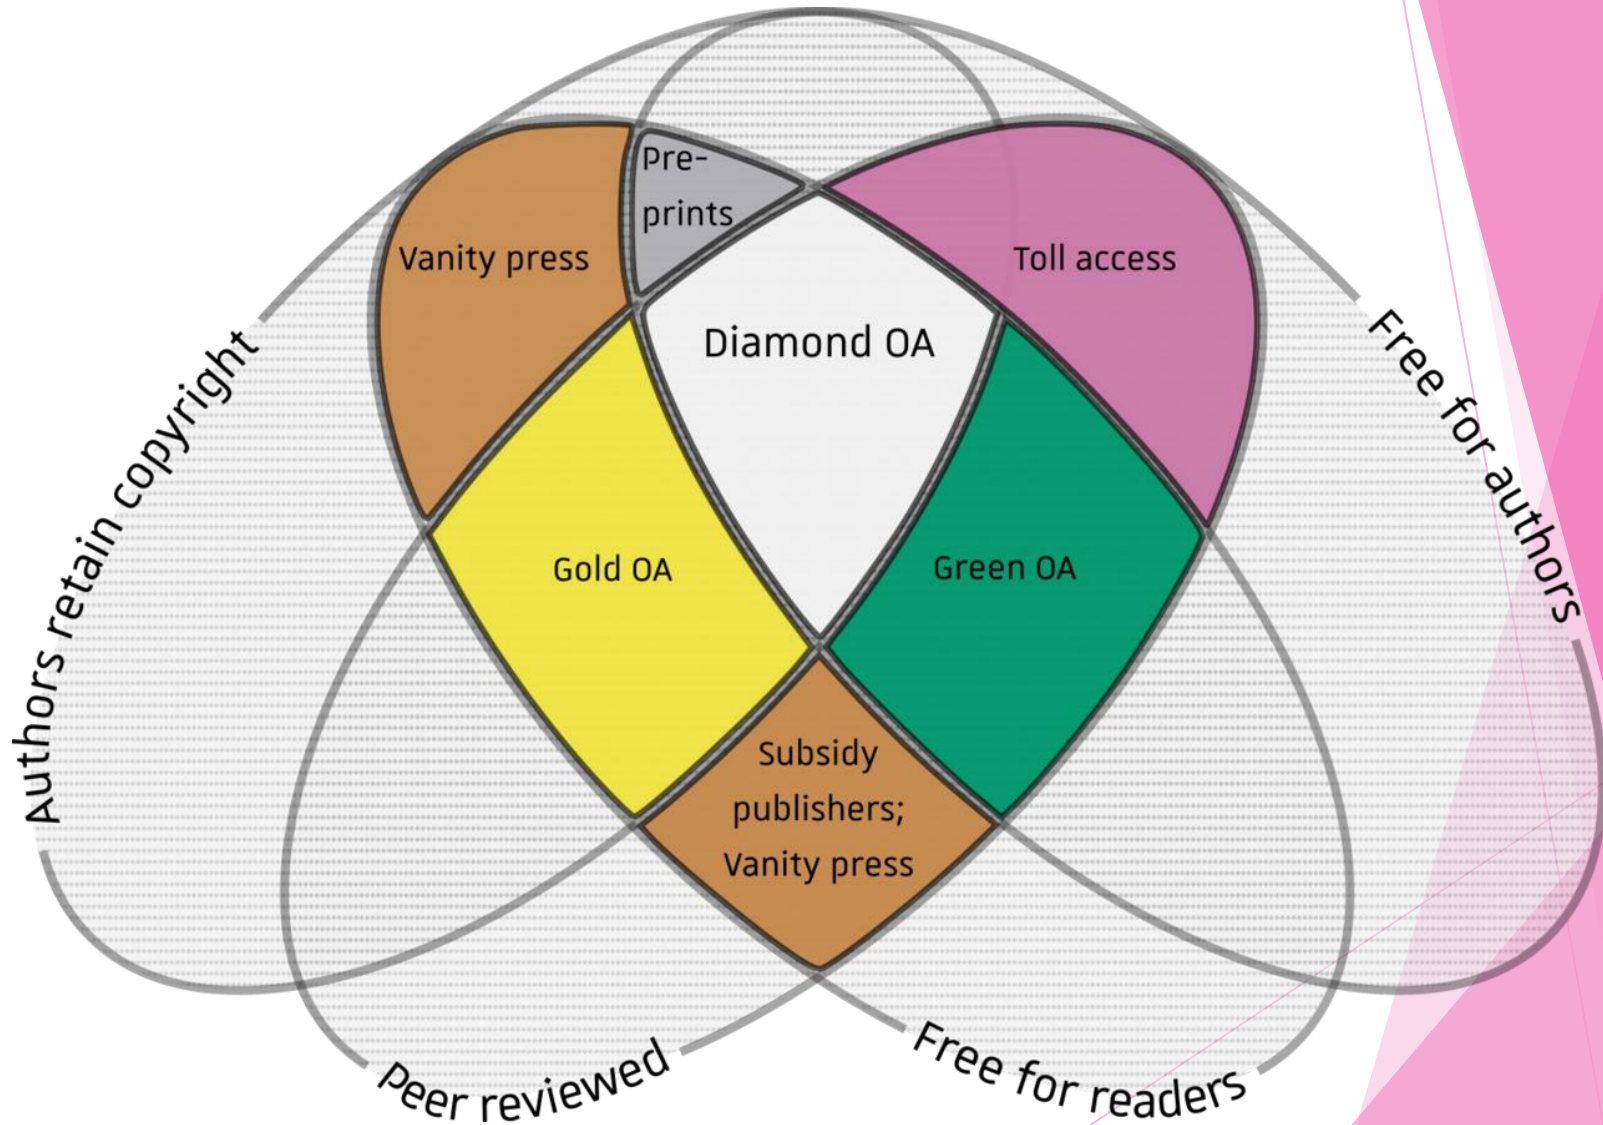 Pre-
prints
Vanity press
Toll access
Diamond OA
Authors retain copyright
Free for authors
Gold OA
Green OA
Subsidy
publishers;
Vanity press
Peer reviewed
Free for readers